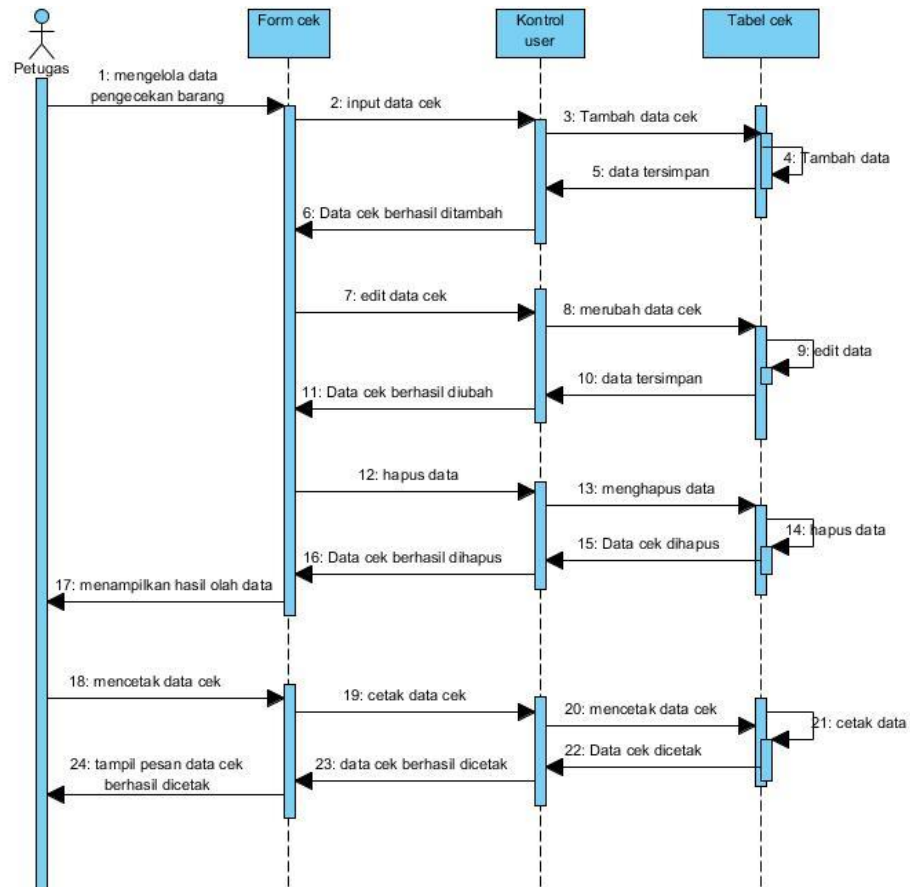 Form cek
Kontrol
user
Tabel cek
Petugas
1: mengelola data
pengecekan barang
2: input data cek
3: Tambah data cek
4: Tambah data
5: data tersimpan
6: Data cek berhasil ditambah
7: edit data cek
8: merubah data cek
9: edit data
10: data tersimpan
11: Data cek berhasil diubah
12: hapus data
13: menghapus data
14: hapus data
15: Data cek dihapus
16: Data cek berhasil dihapus
17: menampilkan hasil olah data
18: mencetak data cek
19: cetak data cek
20: mencetak data cek
21: cetak data
22: Data cek dicetak
23: data cek berhasil dicetak
24: tampil pesan data cek
berhasil dicetak